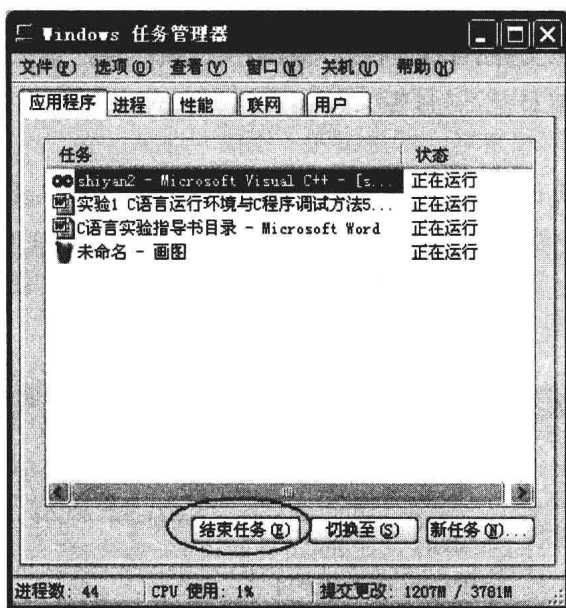 Windows 任务管理器
文件(F) 选项(O) 查看(V) 窗口(W) 关机(U) 帮助(H)
应用程序 进程 性能 联网 用户
任务 状态
shiyan2 - Microsoft Visual C++ - [s... 正在运行
实验1 C语言运行环境与C程序调试方法5... 正在运行
C语言实验指导书目录 - Microsoft Word 正在运行
未命名 - 画图 正在运行
结束任务(E) 切换至(S) 新任务(N)...
进程数: 44 CPU 使用: 1% 提交更改: 1207M / 3781M